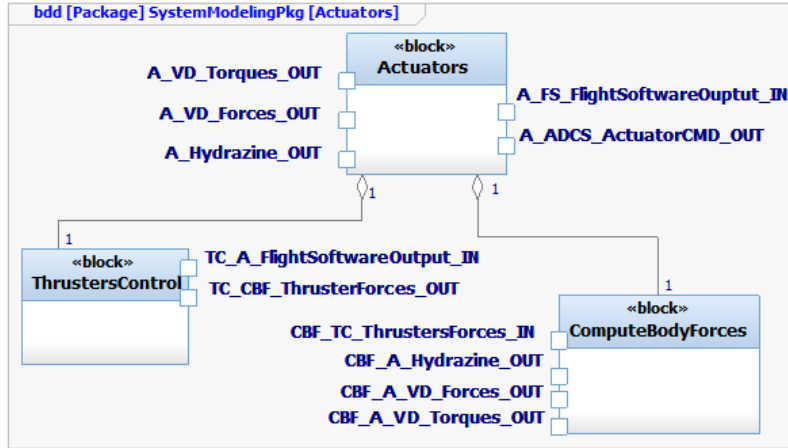 bdd [Package] SystemModelingPkg [Actuators]
«block»
Actuators
A_VD_Torques_OUT
A_VD_Forces_OUT
A_Hydrazine_OUT
A_FS_FlightSoftwareOuptut_IN
A_ADCS_ActuatorCMD_OUT
1
1
1
«block»
ThrustersControl
TC_A_FlightSoftwareOutput_IN
TC_CBF_ThrusterForces_OUT
1
«block»
ComputeBodyForces
CBF_TC_ThrustersForces_IN
CBF_A_Hydrazine_OUT
CBF_A_VD_Forces_OUT
CBF_A_VD_Torques_OUT